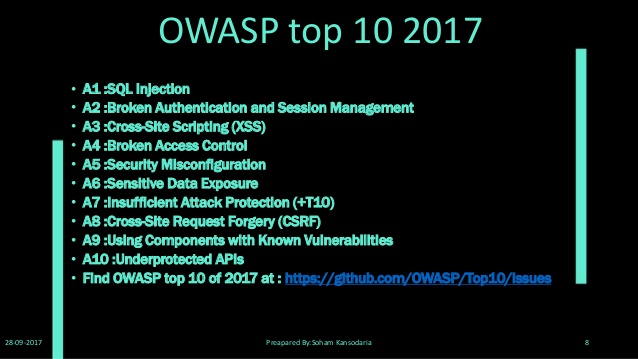 OWASP top 10 2017
• A1 :SQL Injection
• A2 :Broken Authentication and Session Management
• A3 :Cross-Site Scripting (XSS)
• A4 :Broken Access Control
• A5 :Security Misconfiguration
• A6 :Sensitive Data Exposure
• A7 :Insufficient Attack Protection (+T10)
• A8 :Cross-Site Request Forgery (CSRF)
• A9 :Using Components with Known Vulnerabilities
• A10 :Underprotected APIs
• Find OWASP top 10 of 2017 at : https://github.com/OWASP/Top10/issues
28-09-2017 Preapared By:Soham Kansodaria 8